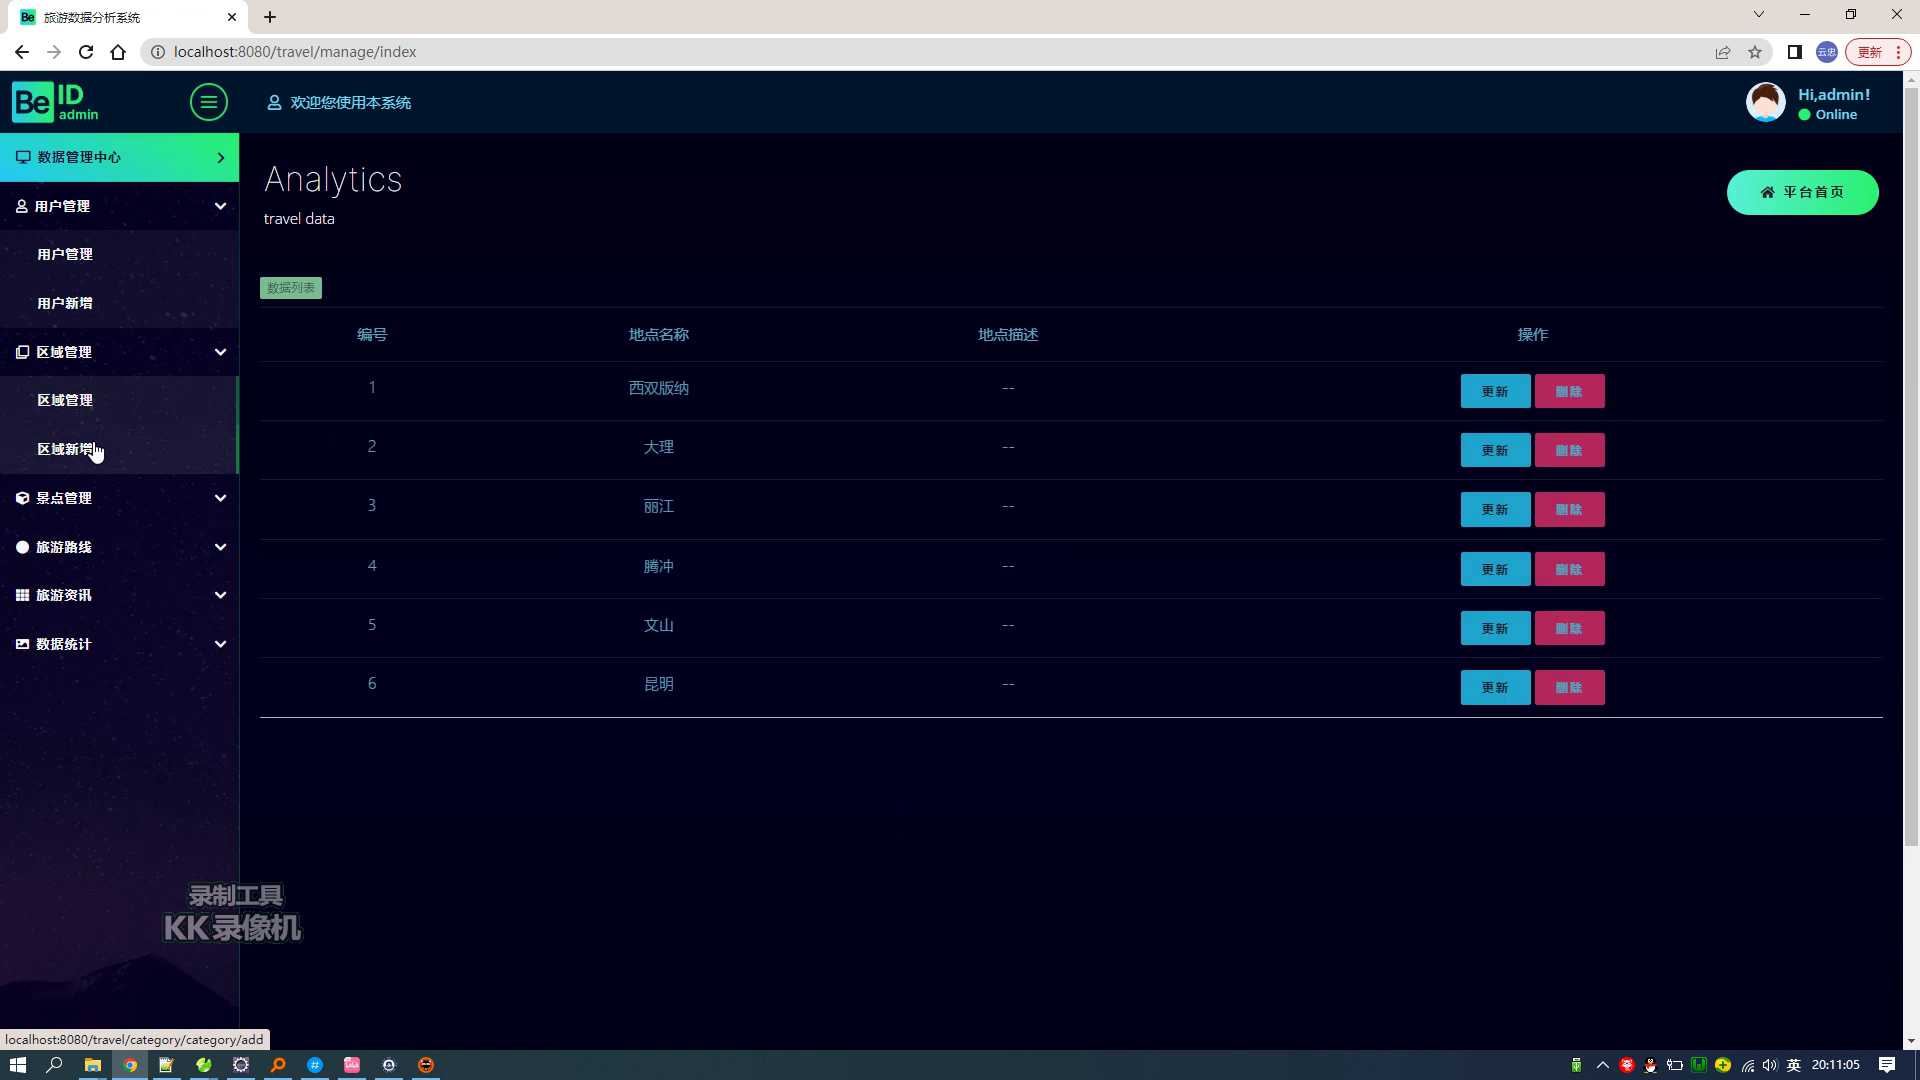 旅游数据分析系统
localhost:8080/travel/manage/index
云忠
更新
Be ID admin
欢迎您使用本系统
Hi,admin!
Online
数据管理中心
用户管理
用户管理
用户新增
区域管理
区域管理
区域新增
景点管理
旅游路线
旅游资讯
数据统计
Analytics
travel data
平台首页
数据列表
编号 地点名称 地点描述 操作
1 西双版纳 -- 更新 删除
2 大理 -- 更新 删除
3 丽江 -- 更新 删除
4 腾冲 -- 更新 删除
5 文山 -- 更新 删除
6 昆明 -- 更新 删除
录制工具
KK录像机
localhost:8080/travel/category/category/add
英
20:11:05